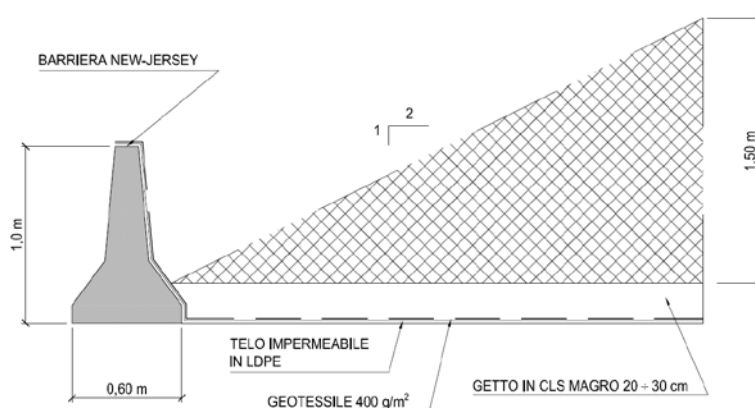 BARRIERA NEW-JERSEY
2
1
1.50 m
1,0 m
TELO IMPERMEABILE
IN LDPE
0,60 m
GEOTESSILE 400 g/m²
GETTO IN CLS MAGRO 20 ÷ 30 cm